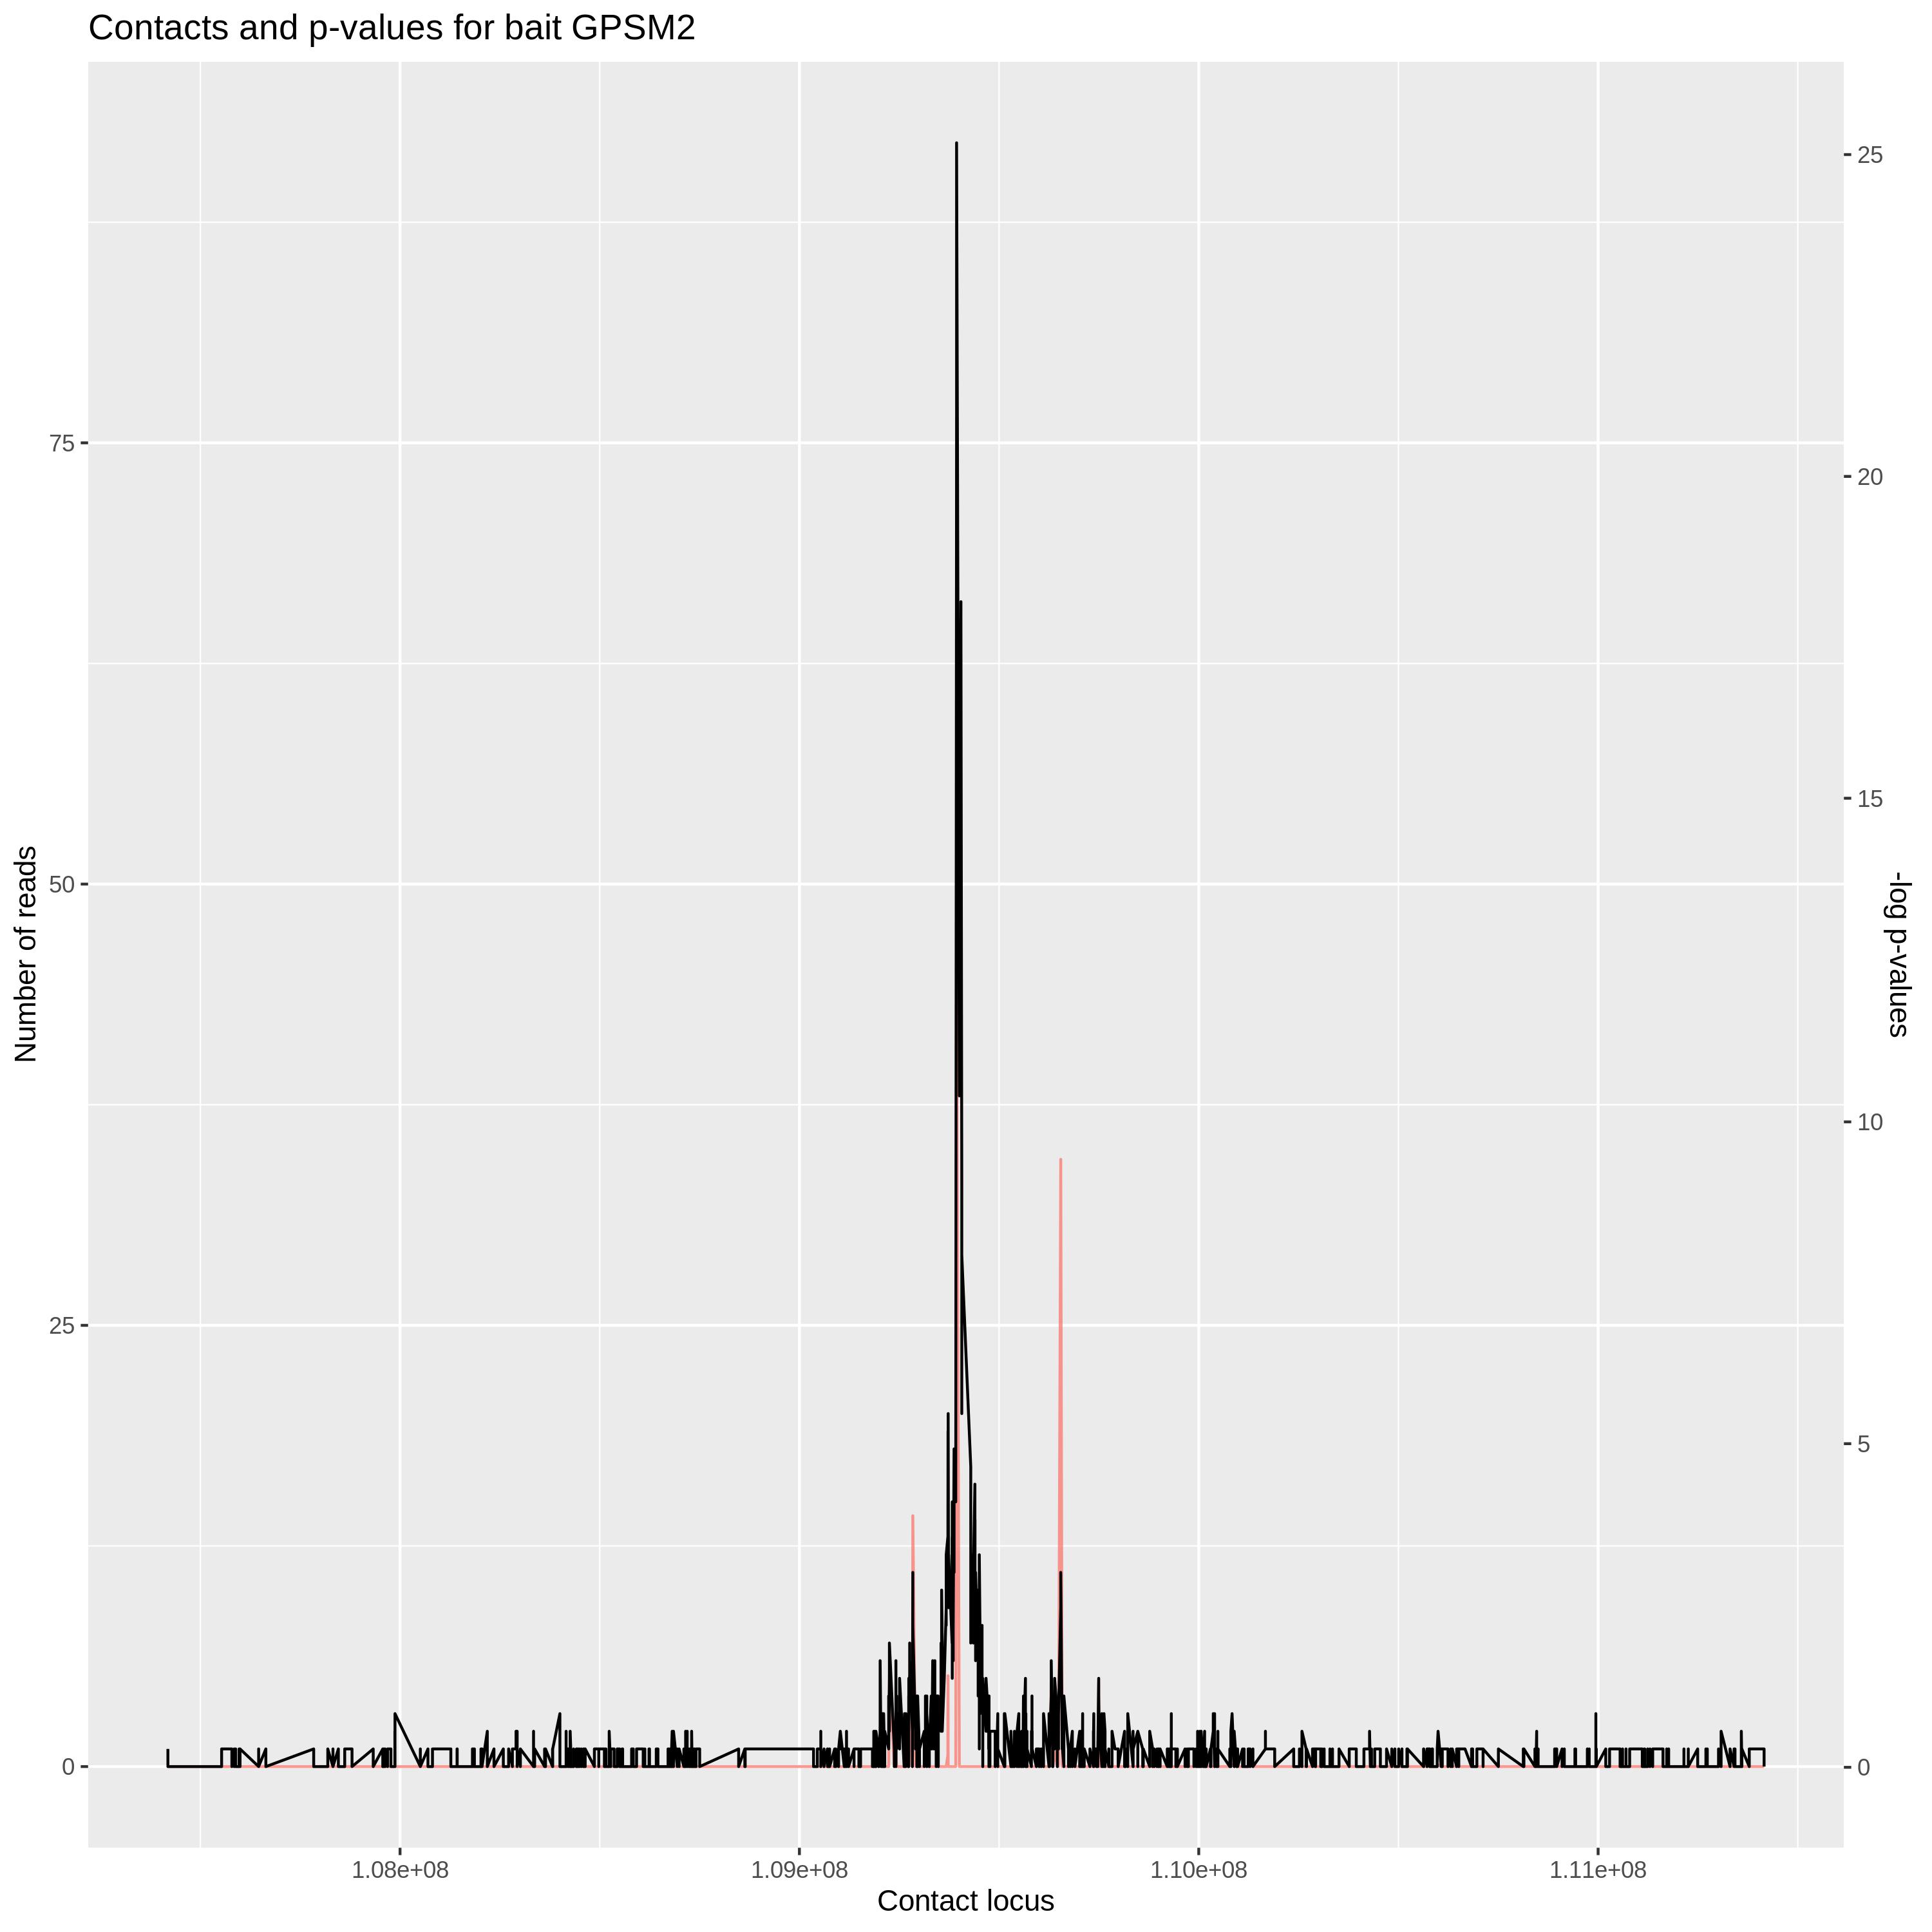 Contacts and p-values for bait GPSM2
Number of reads
75
50
25
0
25
20
15
10
5
0
-log p-values
1.08e+08
1.09e+08
1.10e+08
1.11e+08
Contact locus